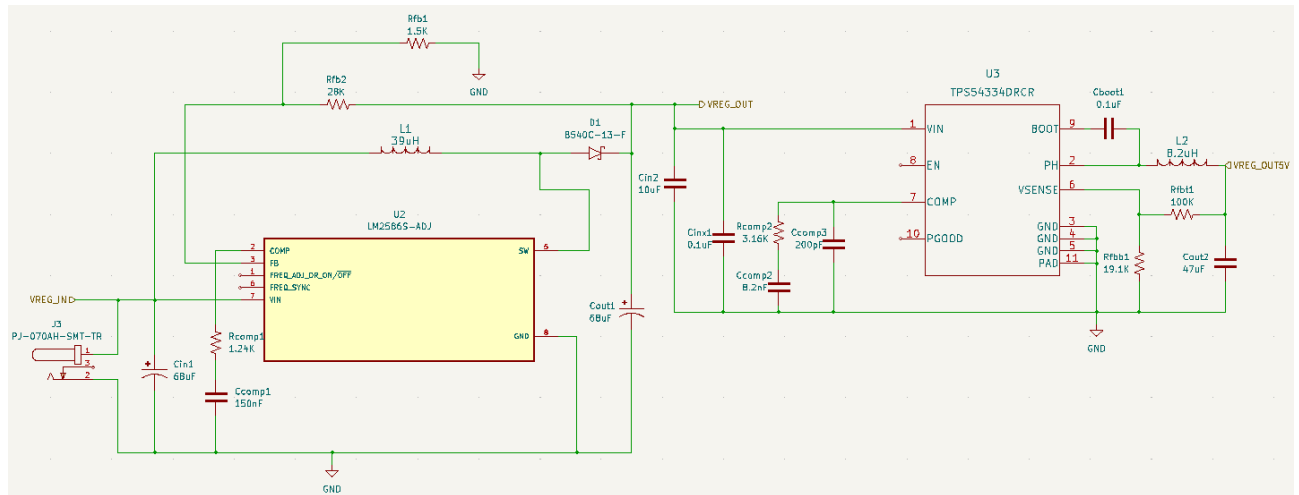 Rfb1
1.5K
GND
Rfb2
28K
VREG_OUT
L1
39uH
D1
B540C-13-F
U2
LM2586S-ADJ
2
COMP
3
FB
1
FREQ_ADJ_OR_ON/OFF
6
FREQ_SYNC
7
VIN
SW
5
GND
8
VREG_IN
J3
PJ-070AH-SMT-TR
1
3
2
Cin1
68uF
Rcomp1
1.24K
Ccomp1
150nF
GND
Cout1
68uF
Cin2
10uF
Cinx1
0.1uF
Rcomp2
3.16K
Ccomp2
8.2nF
Ccomp3
200pF
U3
TPS54334DRCR
1
VIN
8
EN
7
COMP
10
PGOOD
BOOT
9
PH
2
VSENSE
6
GND
3
GND
4
GND
5
PAD
11
Cboot1
0.1uF
L2
8.2uH
VREG_OUT5V
Rfbt1
100K
Rfbb1
19.1K
Cout2
47uF
GND